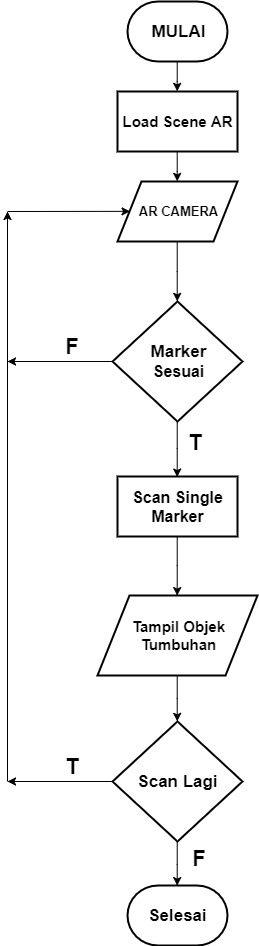 MULAI
Load Scene AR
AR CAMERA
Marker
Sesuai
F
T
Scan Single
Marker
Tampil Objek
Tumbuhan
Scan Lagi
T
F
Selesai